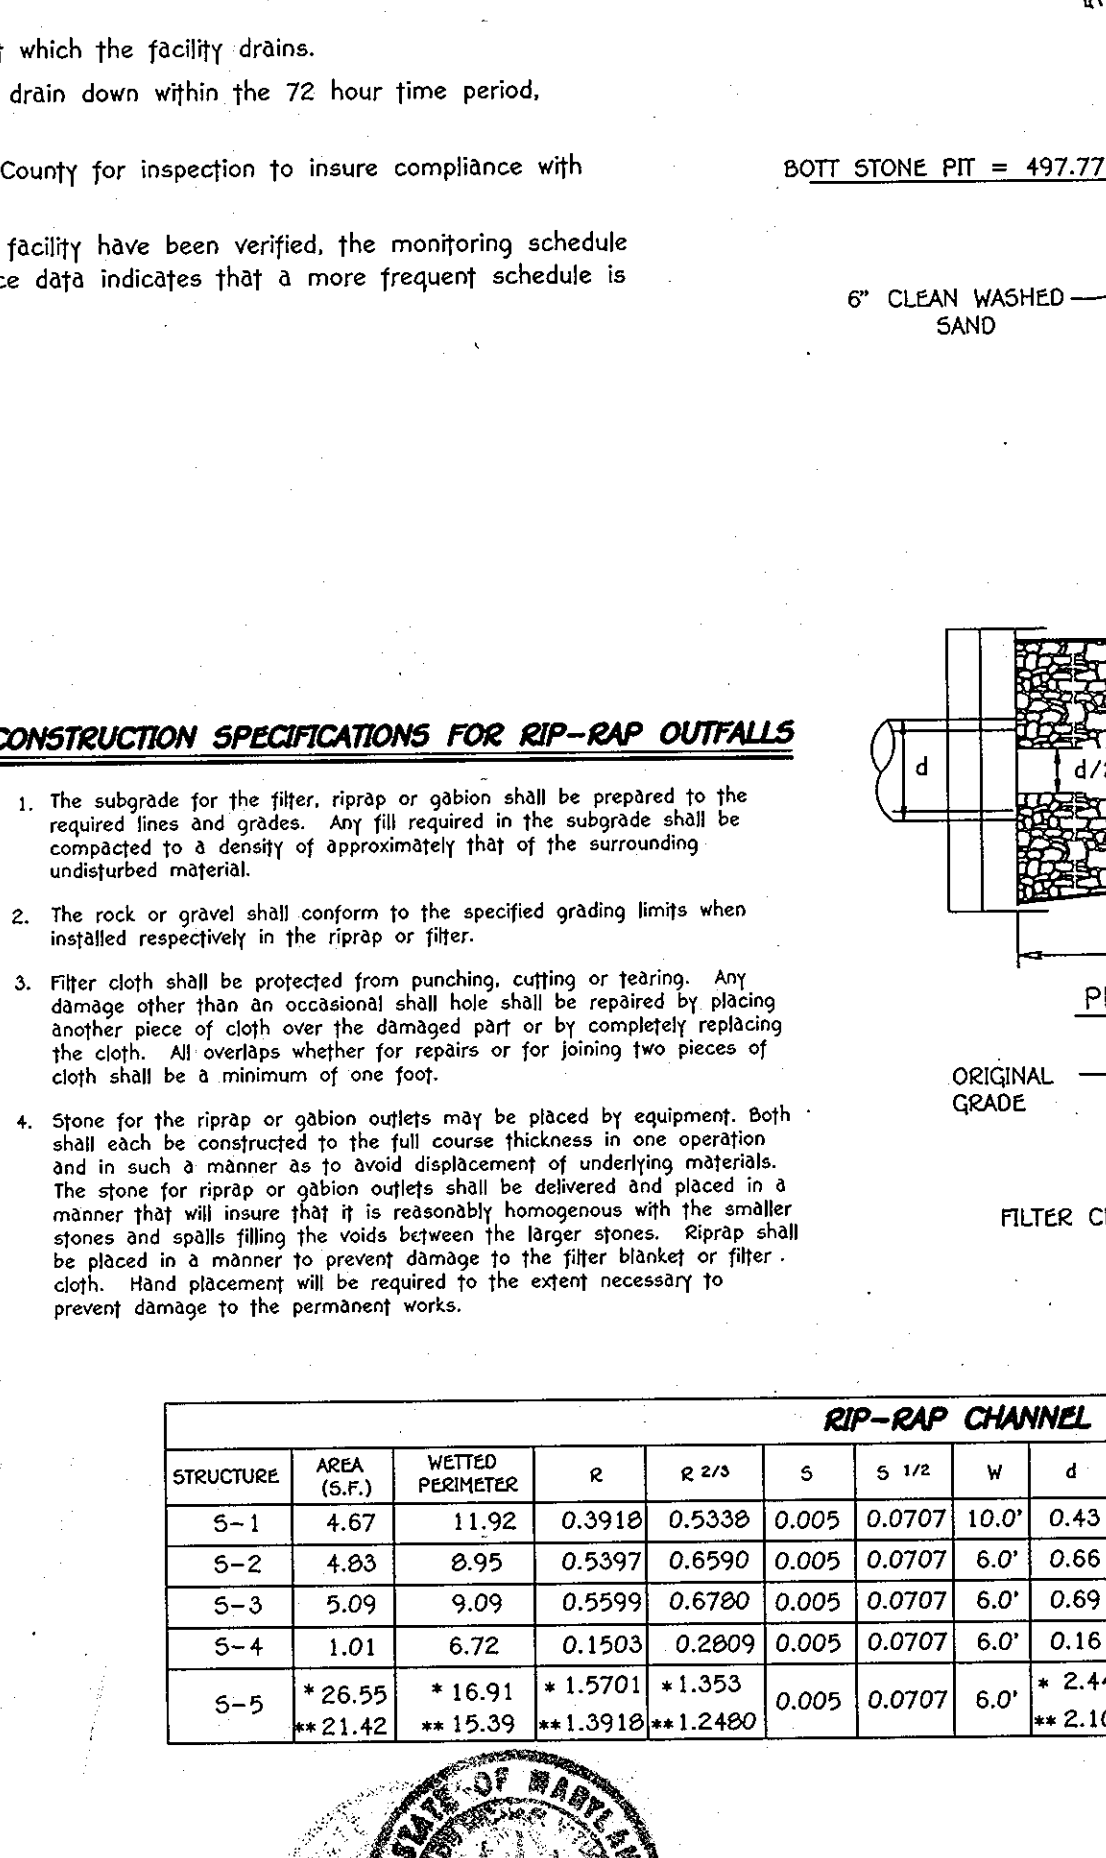 which the facility drains.
drain down within the 72 hour time period,
County for inspection to insure compliance with
facility have been verified, the monitoring schedule
data indicates that a more frequent schedule is
BOTT STONE PIT = 497.77
6" CLEAN WASHED
SAND
CONSTRUCTION SPECIFICATIONS FOR RIP-RAP OUTFALLS
d
d/2
1. The subgrade for the filter, riprap or gabion shall be prepared to the
required lines and grades. Any fill required in the subgrade shall be
compacted to a density of approximately that of the surrounding
undisturbed material.
2. The rock or gravel shall conform to the specified grading limits when
installed respectively in the riprap or filter.
3. Filter cloth shall be protected from punching, cutting or tearing. Any
damage other than an occasional shall hole shall be repaired by placing
another piece of cloth over the damaged part or by completely replacing
the cloth. All overlaps whether for repairs or for joining two pieces of
cloth shall be a minimum of one foot.
ORIGINAL
GRADE
4. Stone for the riprap or gabion outlets may be placed by equipment. Both
shall each be constructed to the full course thickness in one operation
and in such a manner as to avoid displacement of underlying materials.
The stone for riprap or gabion outlets shall be delivered and placed in a
manner that will insure that it is reasonably homogenous with the smaller
stones and spalls filling the voids between the larger stones. Riprap shall
be placed in a manner to prevent damage to the filter blanket or filter
cloth. Hand placement will be required to the extent necessary to
prevent damage to the permanent works.
FILTER
RIP-RAP CHANNEL
STRUCTURE AREA (S.F.) WETTED PERIMETER R R 2/3 S S 1/2 W d
S-1 4.67 11.92 0.3918 0.5338 0.005 0.0707 10.0' 0.43
S-2 4.83 8.95 0.5397 0.6590 0.005 0.0707 6.0' 0.66
S-3 5.09 9.09 0.5599 0.6780 0.005 0.0707 6.0' 0.69
S-4 1.01 6.72 0.1503 0.2809 0.005 0.0707 6.0' 0.16
S-5 * 26.55 * 16.91 * 1.5701 * 1.353 0.005 0.0707 6.0' * 2.4
** 21.42 ** 15.39 ** 1.3918 ** 1.2480 ** 2.1
STATE OF MARYLAN